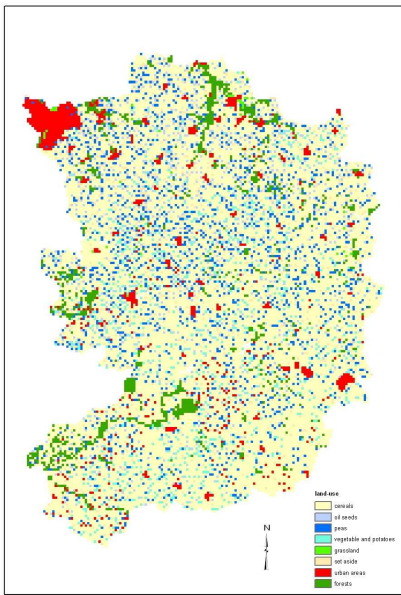 N
land-use
cereals
oil seeds
peas
vegetable and potatoes
grassland
set aside
urban areas
forests